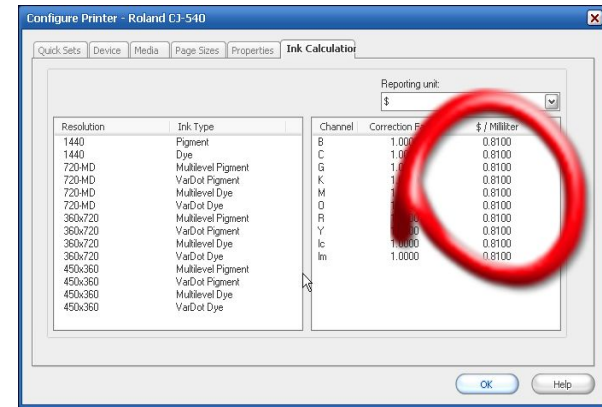 Configure Printer - Roland CJ-540
Quick Sets Device Media Page Sizes Properties Ink Calculation
Reporting unit:
$
Resolution Ink Type Channel Correction $ / Milliliter
1440 Pigment B 1.0000 0.8100
1440 Dye C 0.8100
720-MD Multilevel Pigment G 0.8100
720-MD VarDot Pigment K 0.8100
720-MD Multilevel Dye M 0.8100
720-MD VarDot Dye O 0.8100
360x720 Multilevel Pigment R 0.8100
360x720 VarDot Pigment Y 0.8100
360x720 Multilevel Dye lc 0.8100
360x720 VarDot Dye lm 1.0000 0.8100
450x360 Multilevel Pigment
450x360 VarDot Pigment
450x360 Multilevel Dye
450x360 VarDot Dye
OK Help